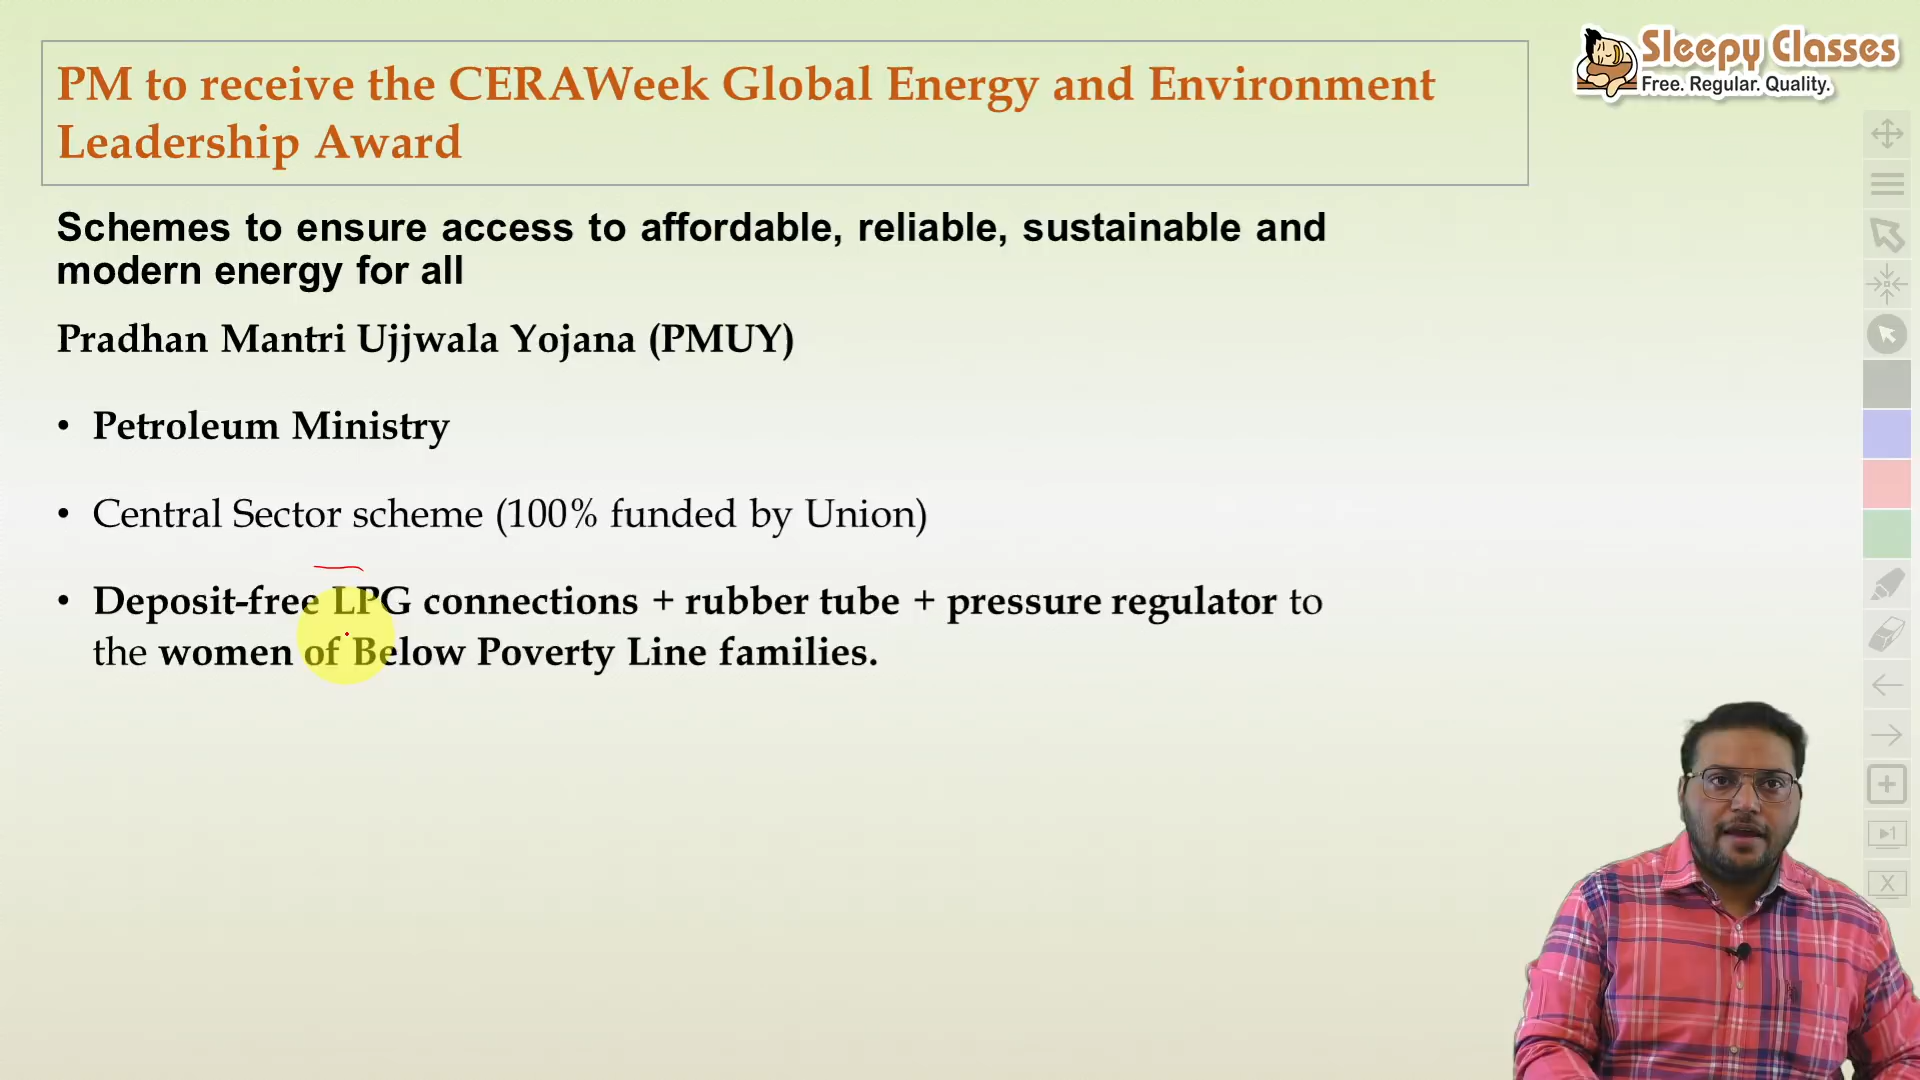 Sleepy Classes
Free. Regular. Quality.
PM to receive the CERAWeek Global Energy and Environment
Leadership Award
Schemes to ensure access to affordable, reliable, sustainable and
modern energy for all
Pradhan Mantri Ujjwala Yojana (PMUY)
• Petroleum Ministry
• Central Sector scheme (100% funded by Union)
• Deposit-free LPG connections + rubber tube + pressure regulator to
the women of Below Poverty Line families.
1
X